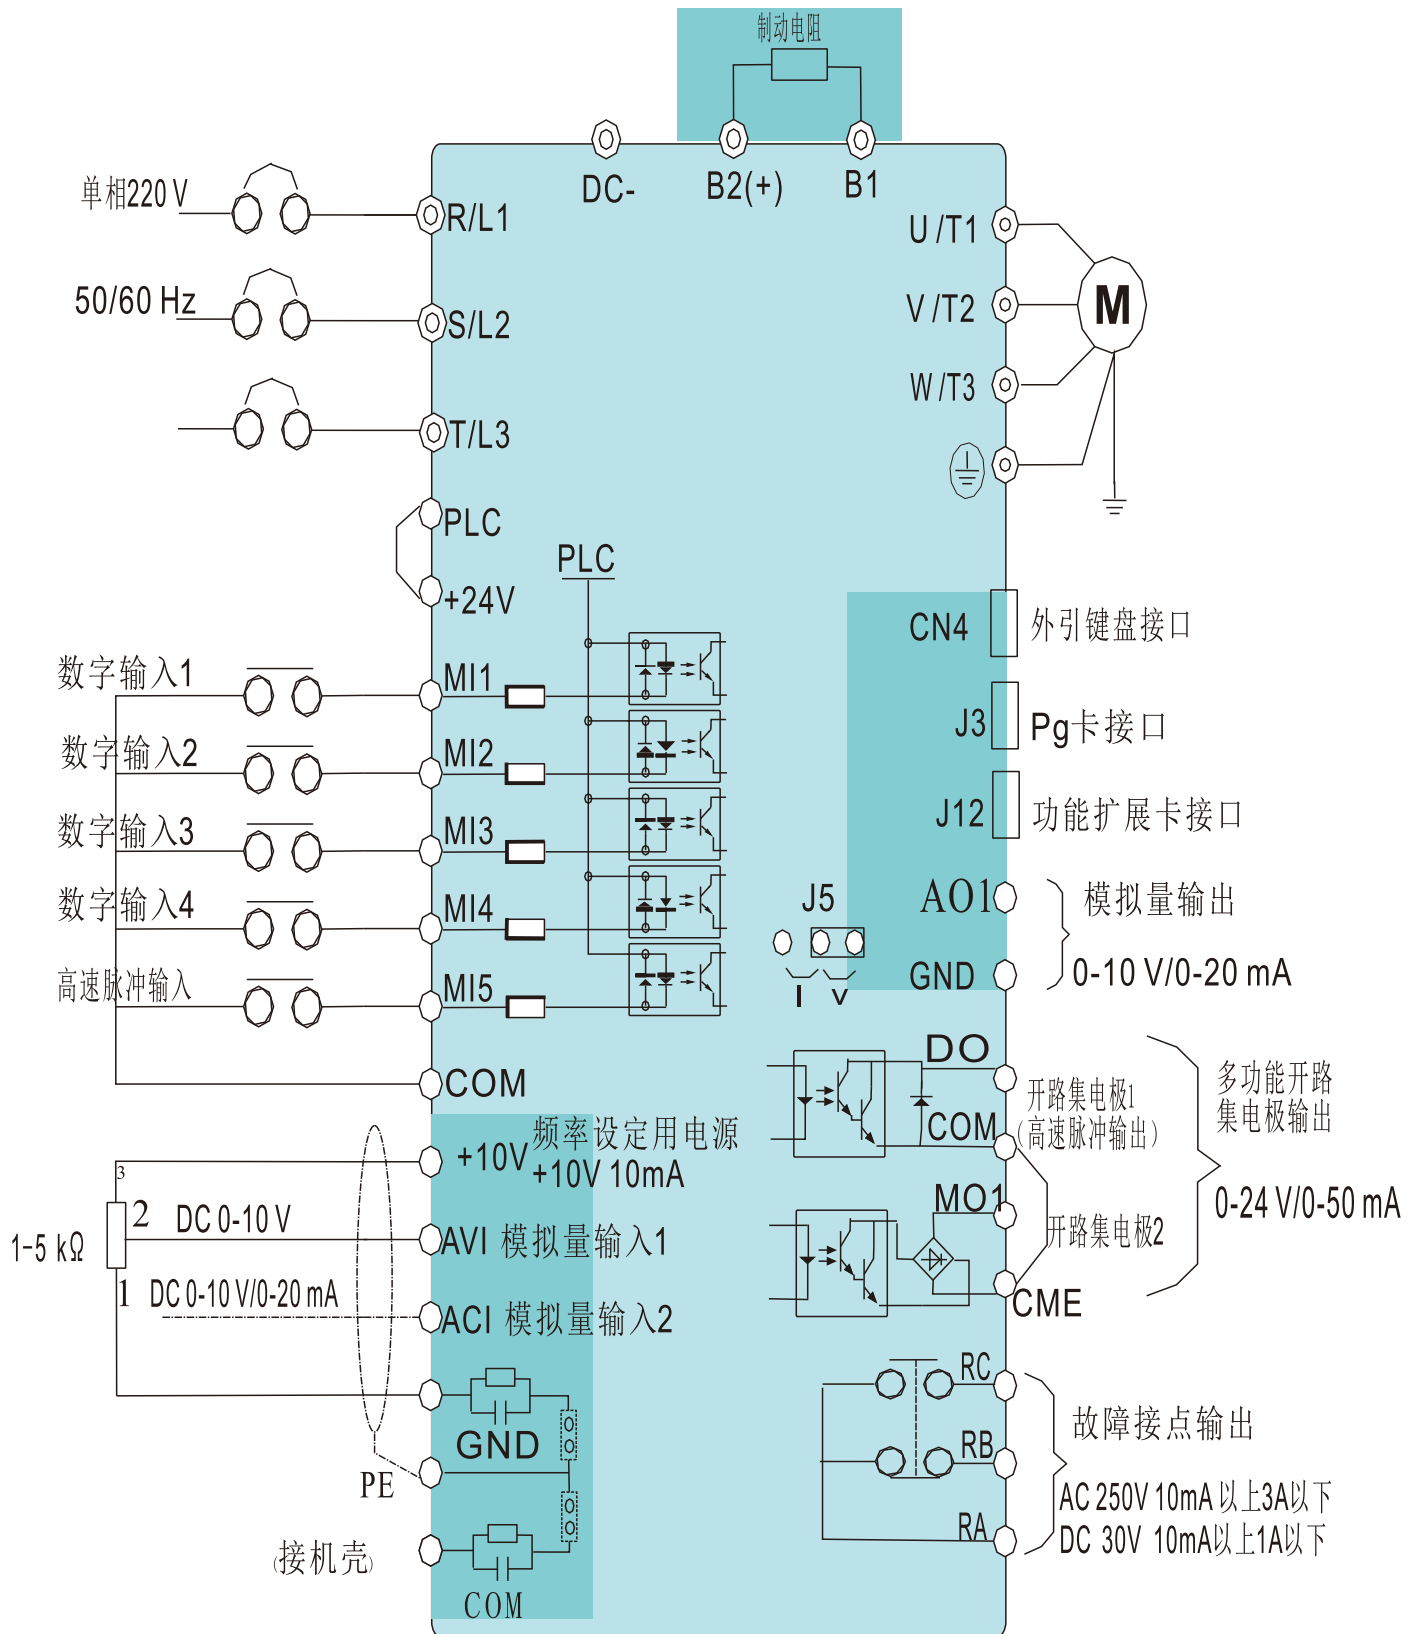 制动电阻
DC-
B2(+)
B1
单相220 V
R/L1
50/60 Hz
S/L2
T/L3
U /T1
V /T2
W /T3
M
PLC
+24V
PLC
数字输入1
MI1
数字输入2
MI2
数字输入3
MI3
数字输入4
MI4
高速脉冲输入
MI5
COM
CN4
外引键盘接口
J3
Pg卡接口
J12
功能扩展卡接口
J5
I
V
AO1
模拟量输出
GND
0-10 V/0-20 mA
DO
开路集电极1
COM
(高速脉冲输出)
MO1
开路集电极2
CME
多功能开路
集电极输出
0-24 V/0-50 mA
+10V
频率设定用电源
+10V 10mA
3
2
DC 0-10 V
AVI 模拟量输入1
1-5 kΩ
1
DC 0-10 V/0-20 mA
ACI 模拟量输入2
GND
PE
(接机壳)
COM
RC
RB
RA
故障接点输出
AC 250V 10mA 以上3A以下
DC 30V 10mA以上1A以下